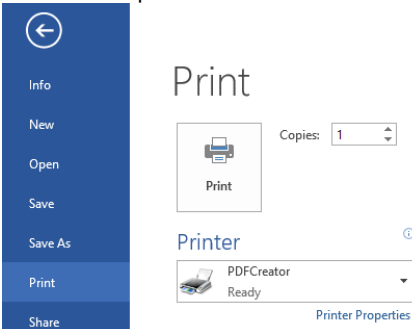 Info
New
Open
Save
Save As
Print
Share
Print
Print
Copies: 1
Printer
PDFCreator
Ready
Printer Properties